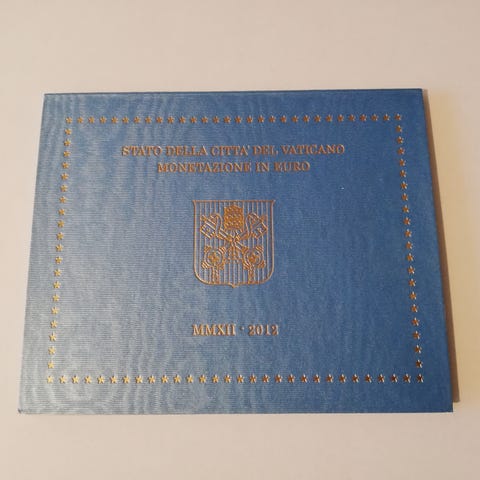 STATO DELLA CITTA' DEL VATICANO
MONETAZIONE IN EURO
MMXII · 2012